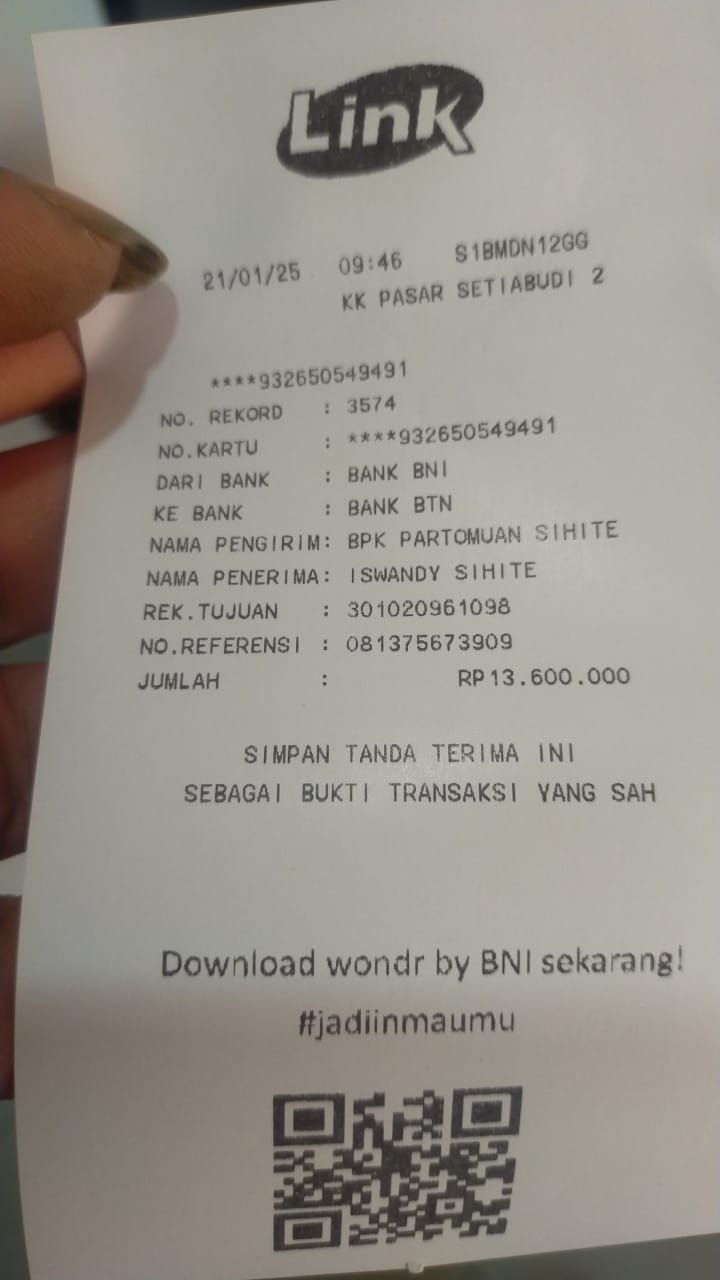 Link
21/01/25 09:46 S1BMDN12GG
KK PASAR SETIABUDI 2
****932650549491
NO. REKORD : 3574
NO.KARTU : ****932650549491
DARI BANK : BANK BNI
KE BANK : BANK BTN
NAMA PENGIRIM: BPK PARTOMUAN SIHITE
NAMA PENERIMA: ISWANDY SIHITE
REK.TUJUAN : 301020961098
NO.REFERENSI : 081375673909
JUMLAH : RP13.600.000
SIMPAN TANDA TERIMA INI
SEBAGAI BUKTI TRANSAKSI YANG SAH
Download wondr by BNI sekarang!
#jadiinmaumu